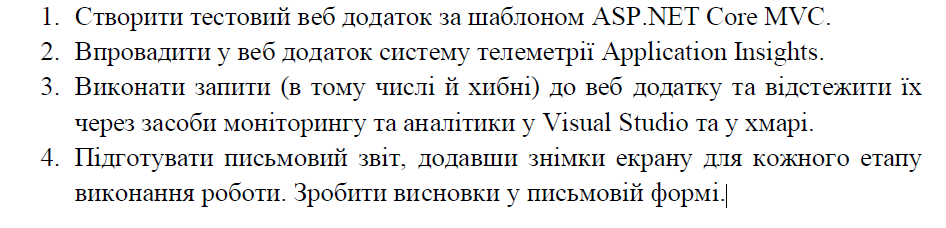 1. Створити тестовий веб додаток за шаблоном ASP.NET Core MVC.
2. Впровадити у веб додаток систему телеметрії Application Insights.
3. Виконати запити (в тому числі й хибні) до веб додатку та відстежити їх
через засоби моніторингу та аналітики у Visual Studio та у хмарі.
4. Підготувати письмовий звіт, додавши знімки екрану для кожного етапу
виконання роботи. Зробити висновки у письмовій формі.